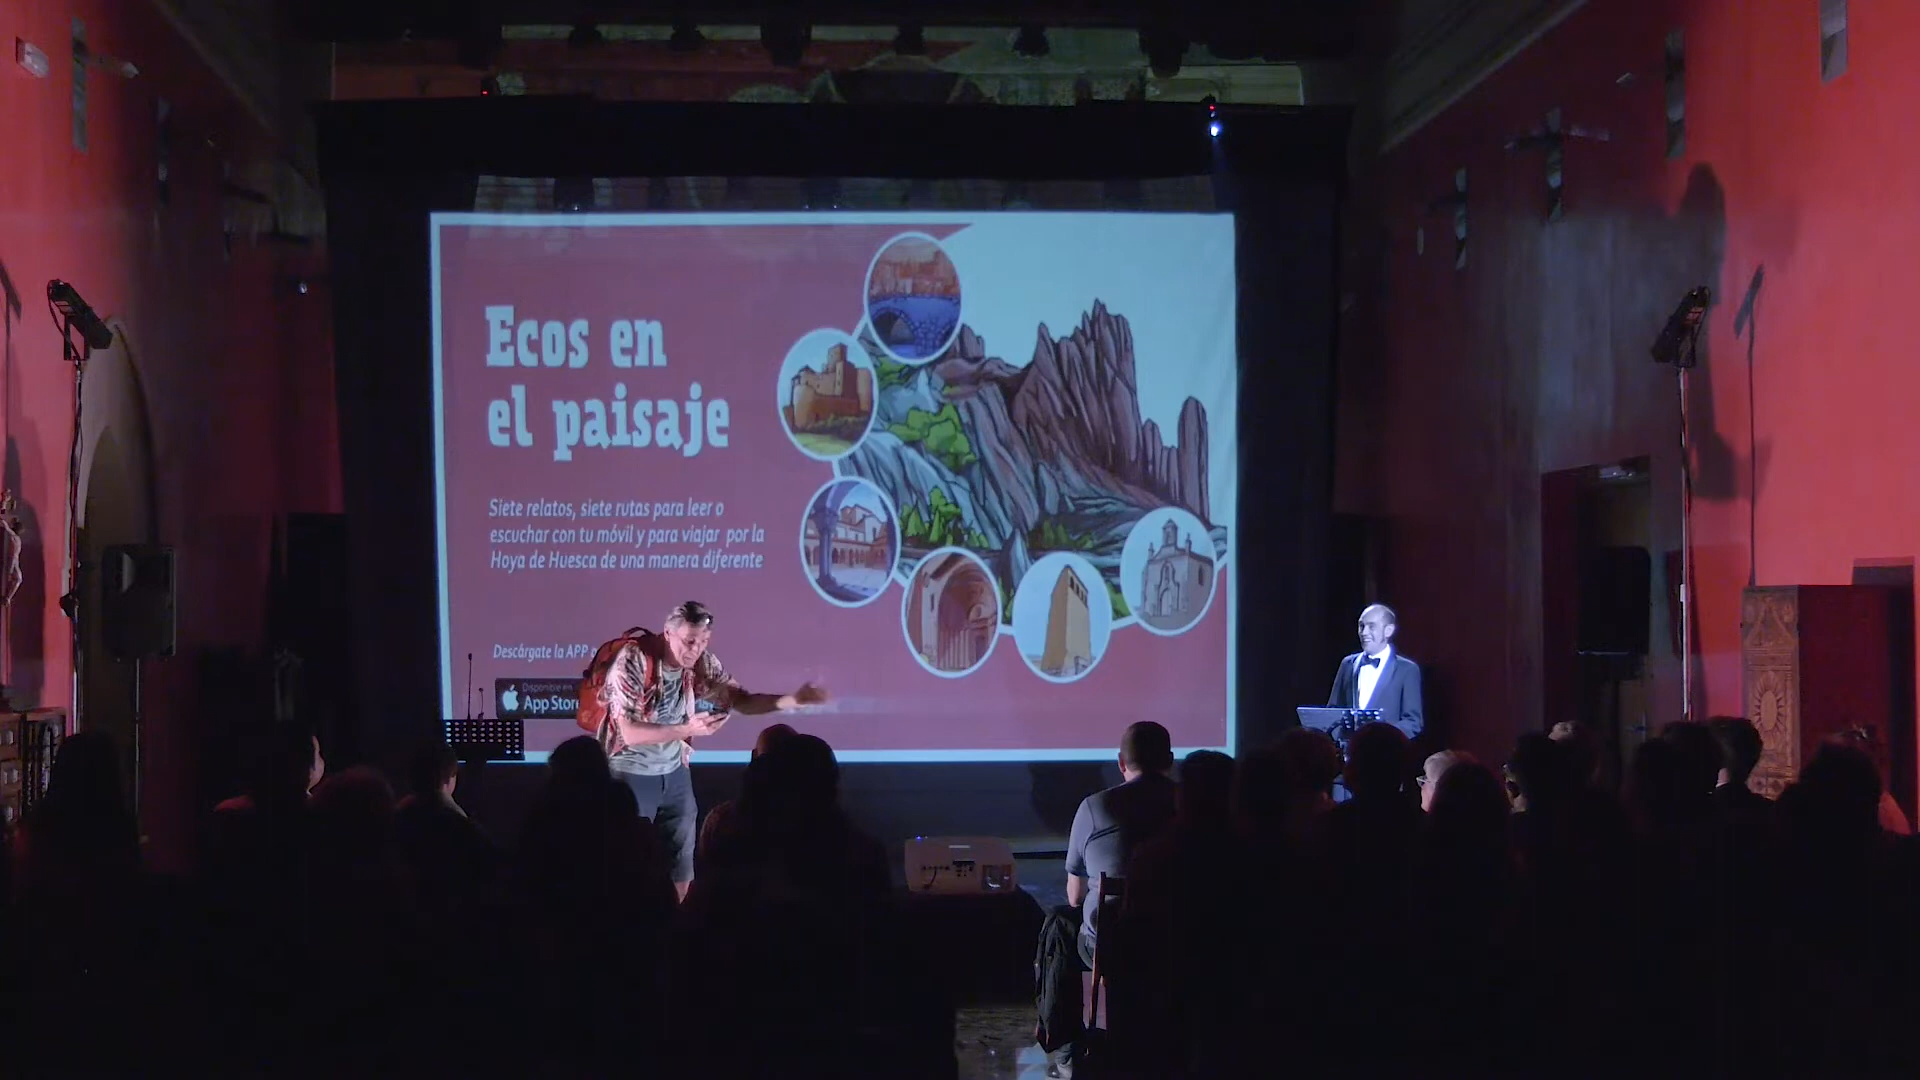 Ecos en
el paisaje
Siete relatos, siete rutas para leer o
escuchar con tu móvil y para viajar por la
Hoya de Huesca de una manera diferente
Descárgate la APP
Disponible en
App Store